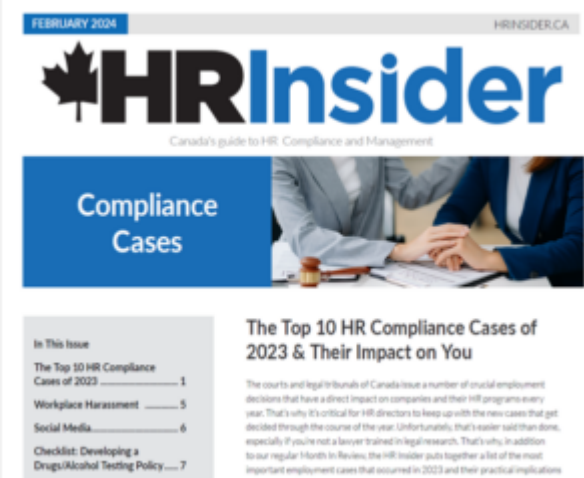 FEBRUARY 2024
HRINSIDER.CA
HRInsider
Canada's guide to HR Compliance and Management
Compliance
Cases
In This Issue
The Top 10 HR Compliance
Cases of 2023 1
Workplace Harassment 5
Social Media 6
Checklist: Developing a
Drugs/Alcohol Testing Policy 7
The Top 10 HR Compliance Cases of
2023 & Their Impact on You
The courts and legal tribunals of Canada issue a number of crucial employment
decisions that have a direct impact on companies and their HR programs every
year. That's why it's critical for HR directors to keep up with the new cases that get
decided through the course of the year. Unfortunately, that's easier said than done,
especially if you're not a lawyer trained in legal research. That's why, in addition
to our regular Month In Review, the HR Insider puts together a list of the most
important employment cases that occurred in 2023 and their practical implications